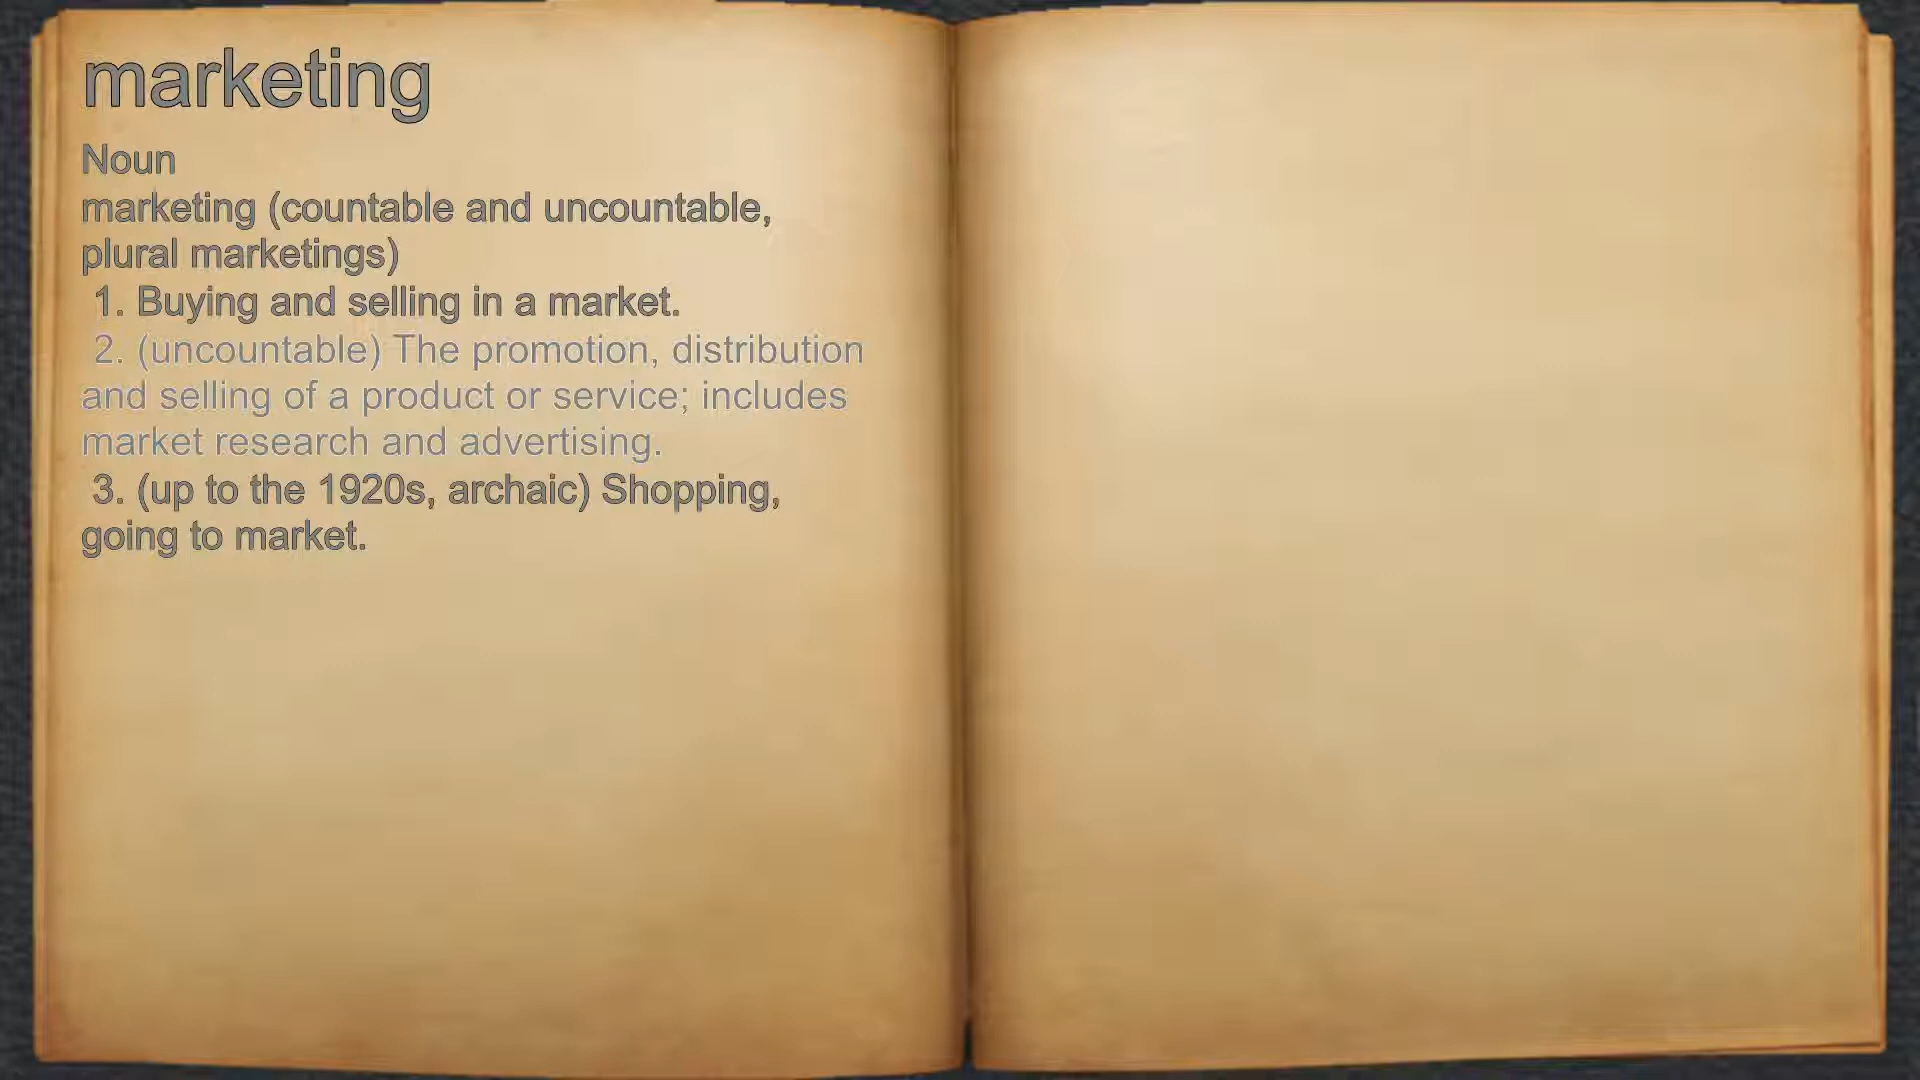 marketing
Noun
marketing (countable and uncountable,
plural marketings)
1. Buying and selling in a market.
2. (uncountable) The promotion, distribution
and selling of a product or service; includes
market research and advertising.
3. (up to the 1920s, archaic) Shopping,
going to market.